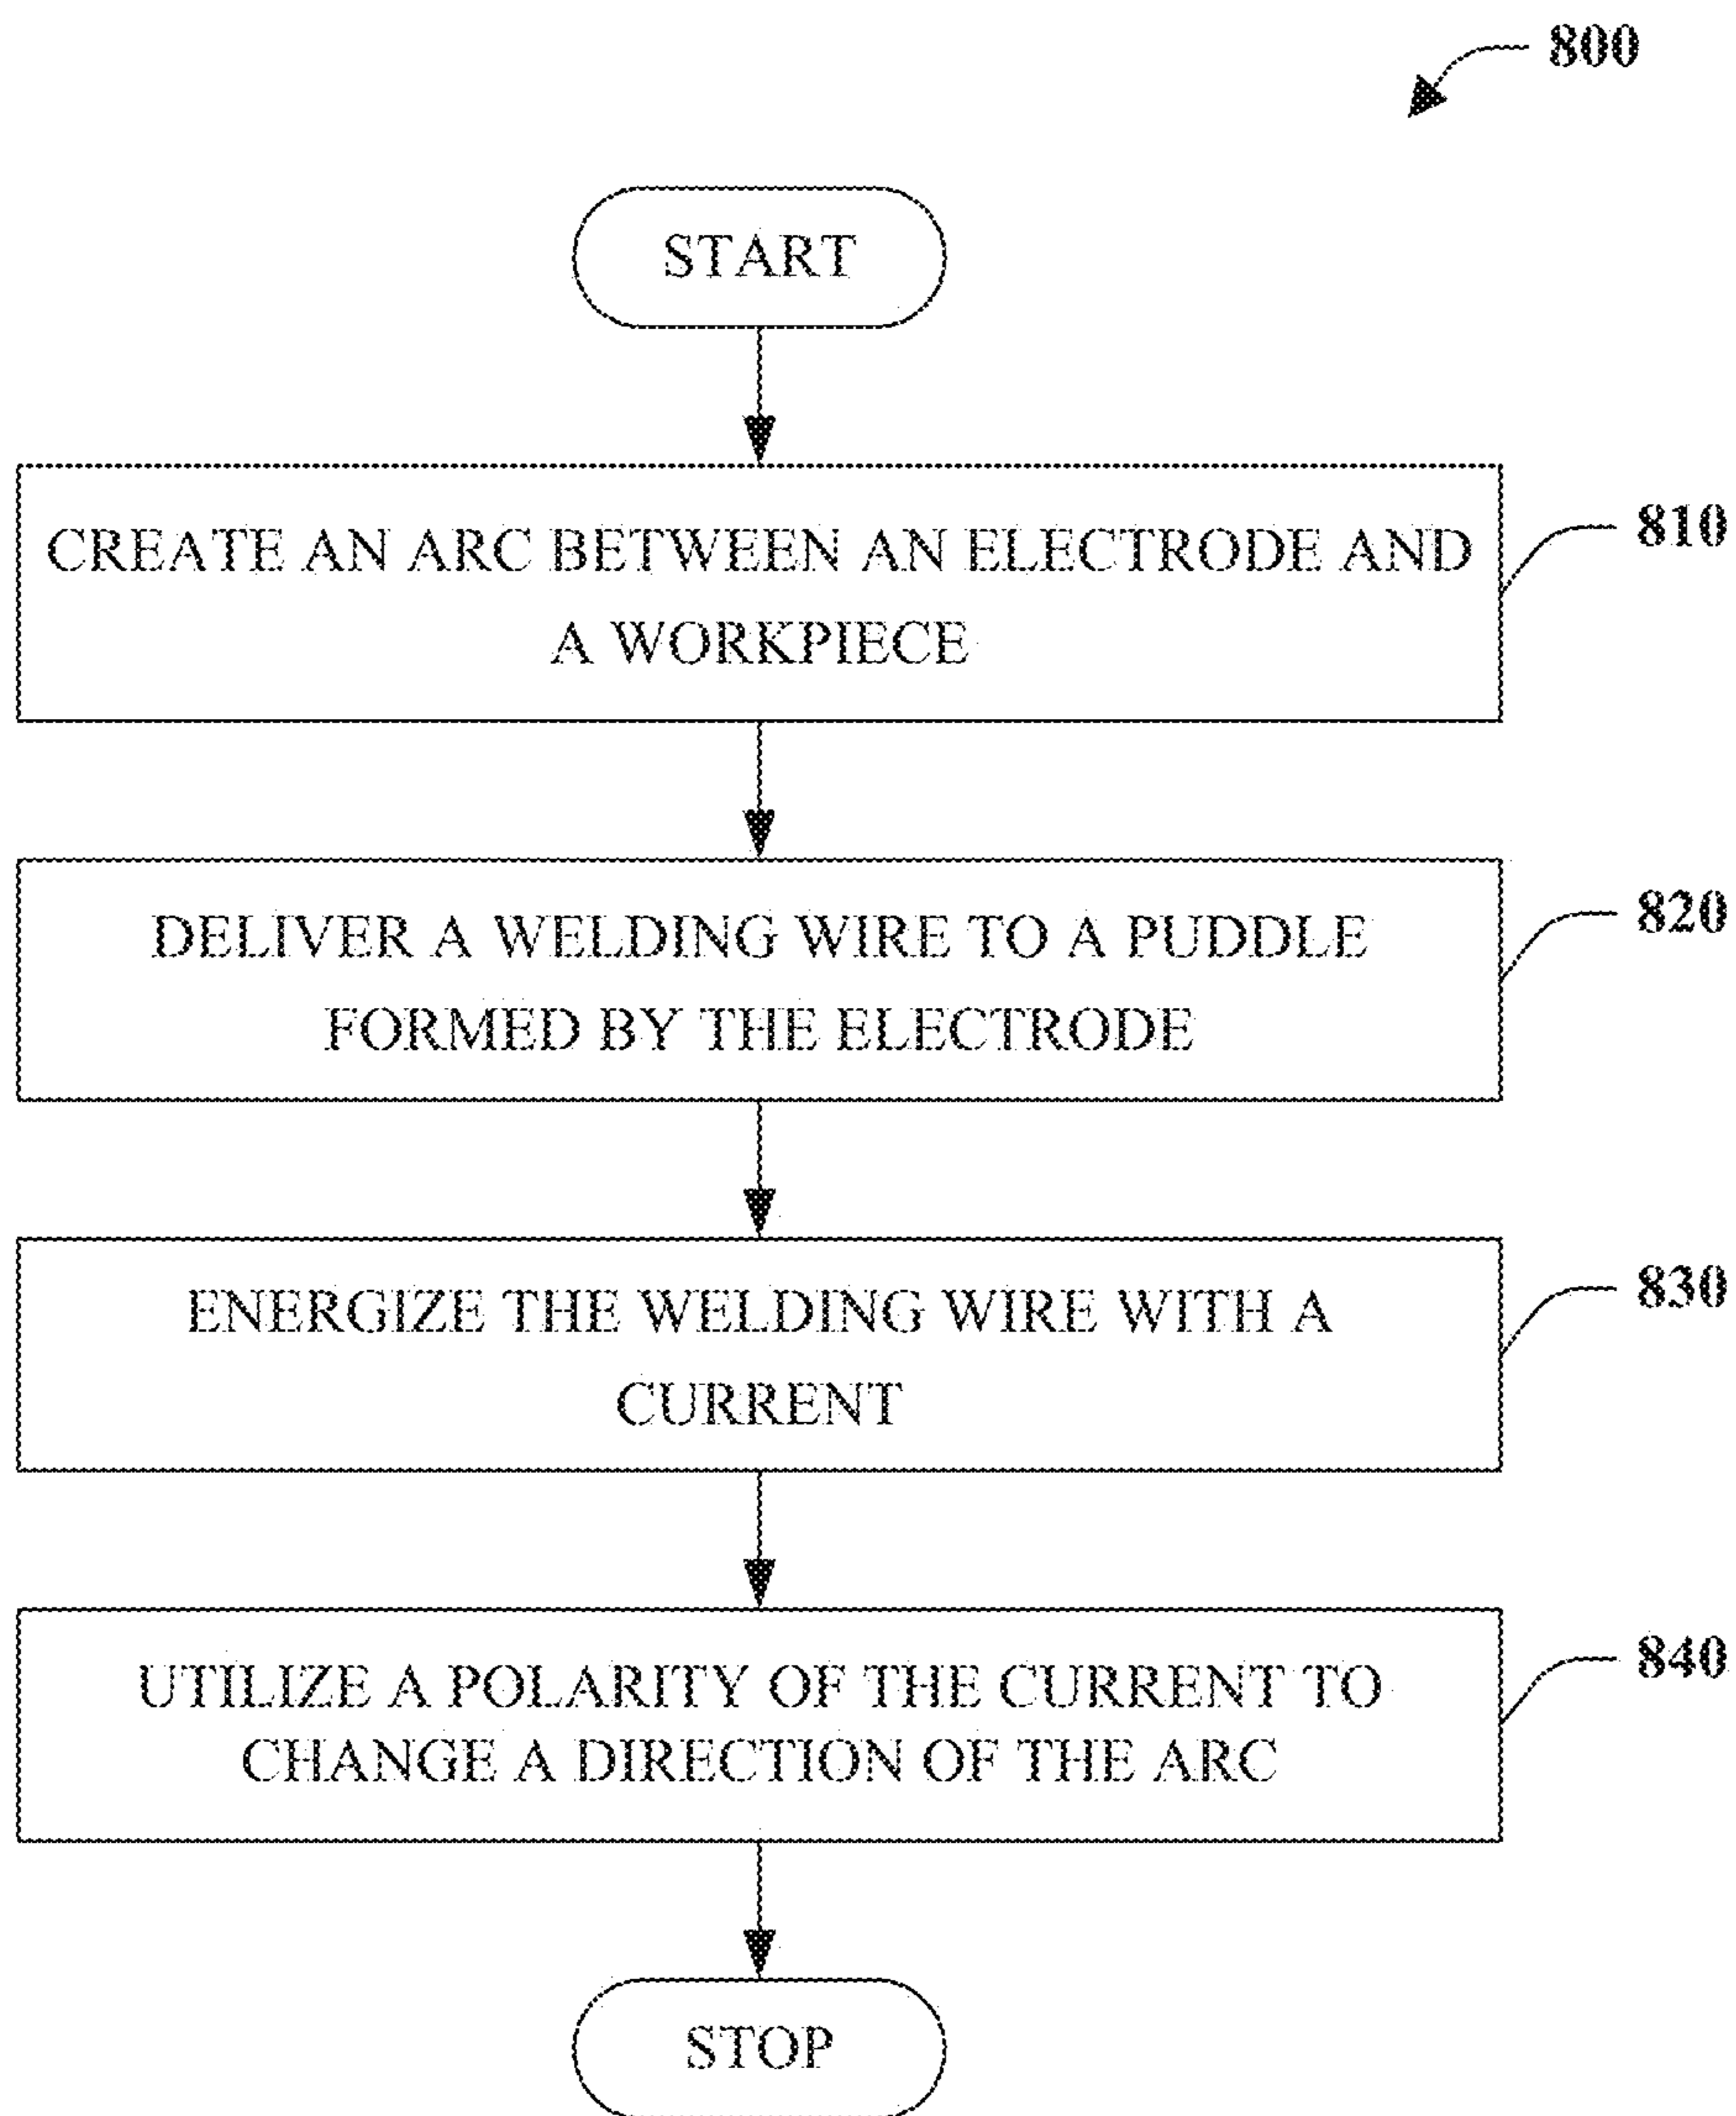 800
START
CREATE AN ARC BETWEEN AN ELECTRODE AND
A WORKPIECE
810
DELIVER A WELDING WIRE TO A PUDDLE
FORMED BY THE ELECTRODE
820
ENERGIZE THE WELDING WIRE WITH A
CURRENT
830
UTILIZE A POLARITY OF THE CURRENT TO
CHANGE A DIRECTION OF THE ARC
840
STOP